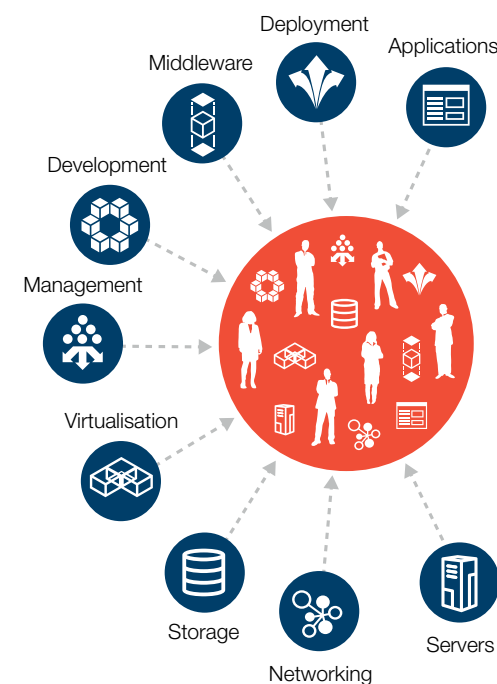 Deployment
Applications
Middleware
Development
Management
Virtualisation
Storage
Servers
Networking